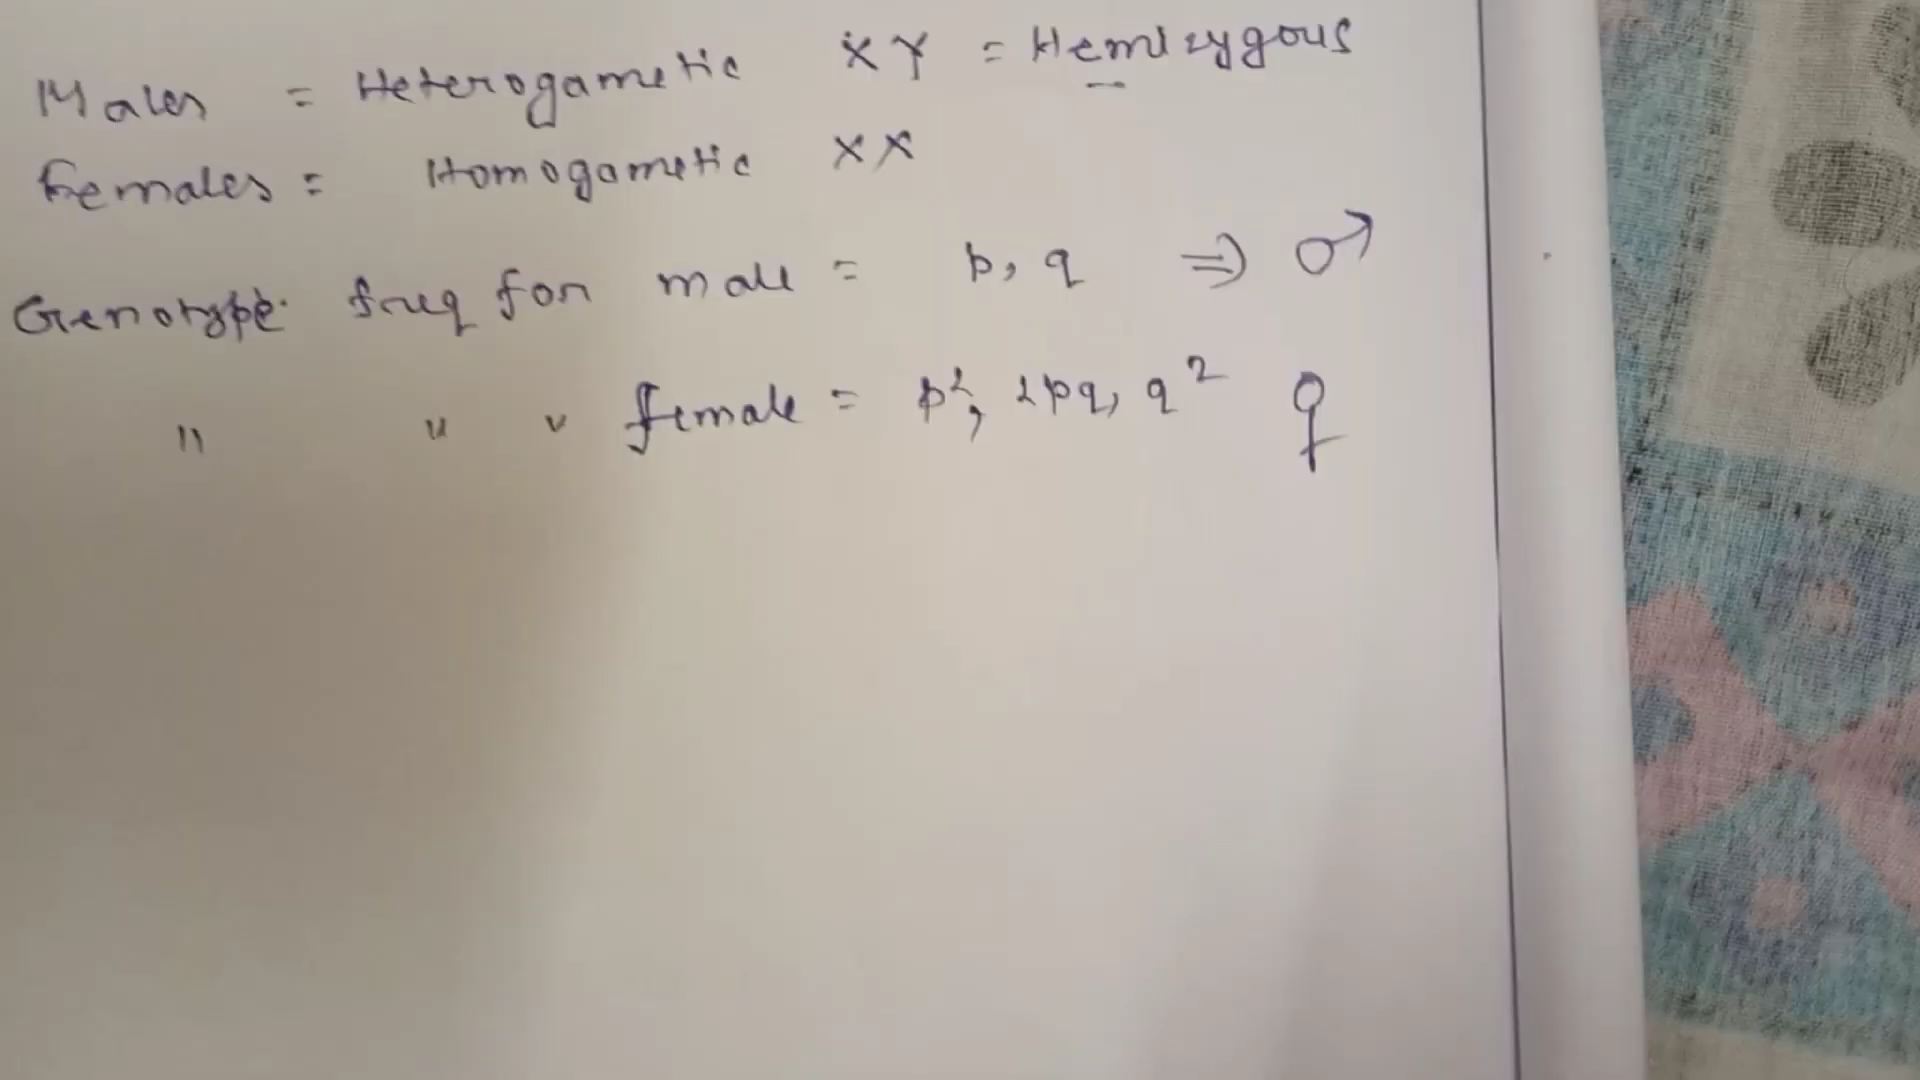 Males = Heterogametic XY = Hemizygous
Females = Homogametic XX
Genotype freq for male = p, q ⇒ ♂
" " " female = p², 2pq, q² ♀